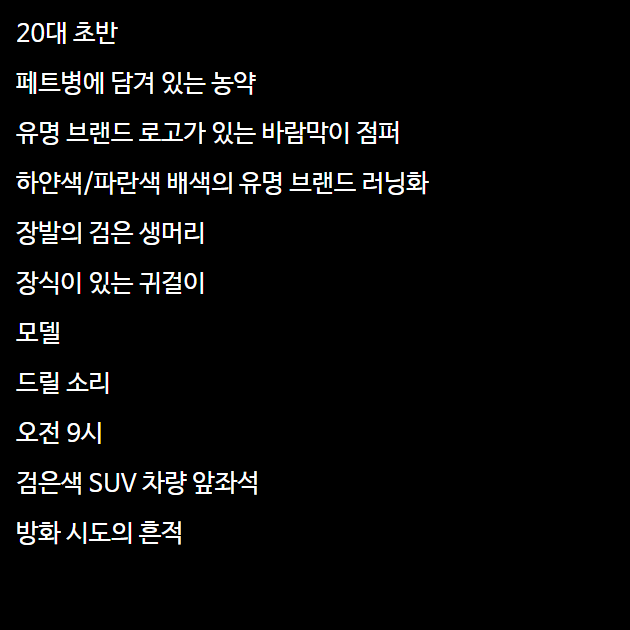 20대 초반
페트병에 담겨 있는 농약
유명 브랜드 로고가 있는 바람막이 점퍼
하얀색/파란색 배색의 유명 브랜드 러닝화
장발의 검은 생머리
장식이 있는 귀걸이
모델
드릴 소리
오전 9시
검은색 SUV 차량 앞좌석
방화 시도의 흔적